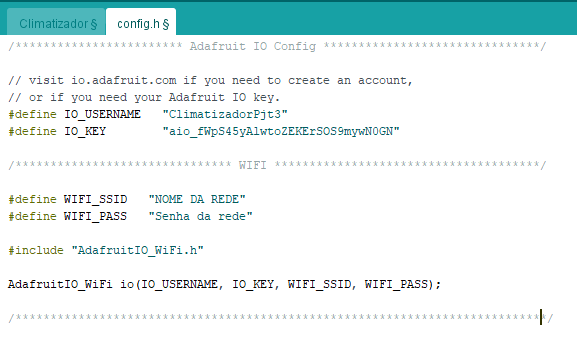 Climatizador § config.h §
/************************ Adafruit IO Config *******************************/
// visit io.adafruit.com if you need to create an account,
// or if you need your Adafruit IO key.
#define IO_USERNAME   "ClimatizadorPjt3"
#define IO_KEY        "aio_fWpS45yAlwtoZEKErSOS9mywN0GN"
/******************************* WIFI **************************************/
#define WIFI_SSID   "NOME DA REDE"
#define WIFI_PASS   "Senha da rede"
#include "AdafruitIO_WiFi.h"
AdafruitIO_WiFi io(IO_USERNAME, IO_KEY, WIFI_SSID, WIFI_PASS);
/****************************************************************************/